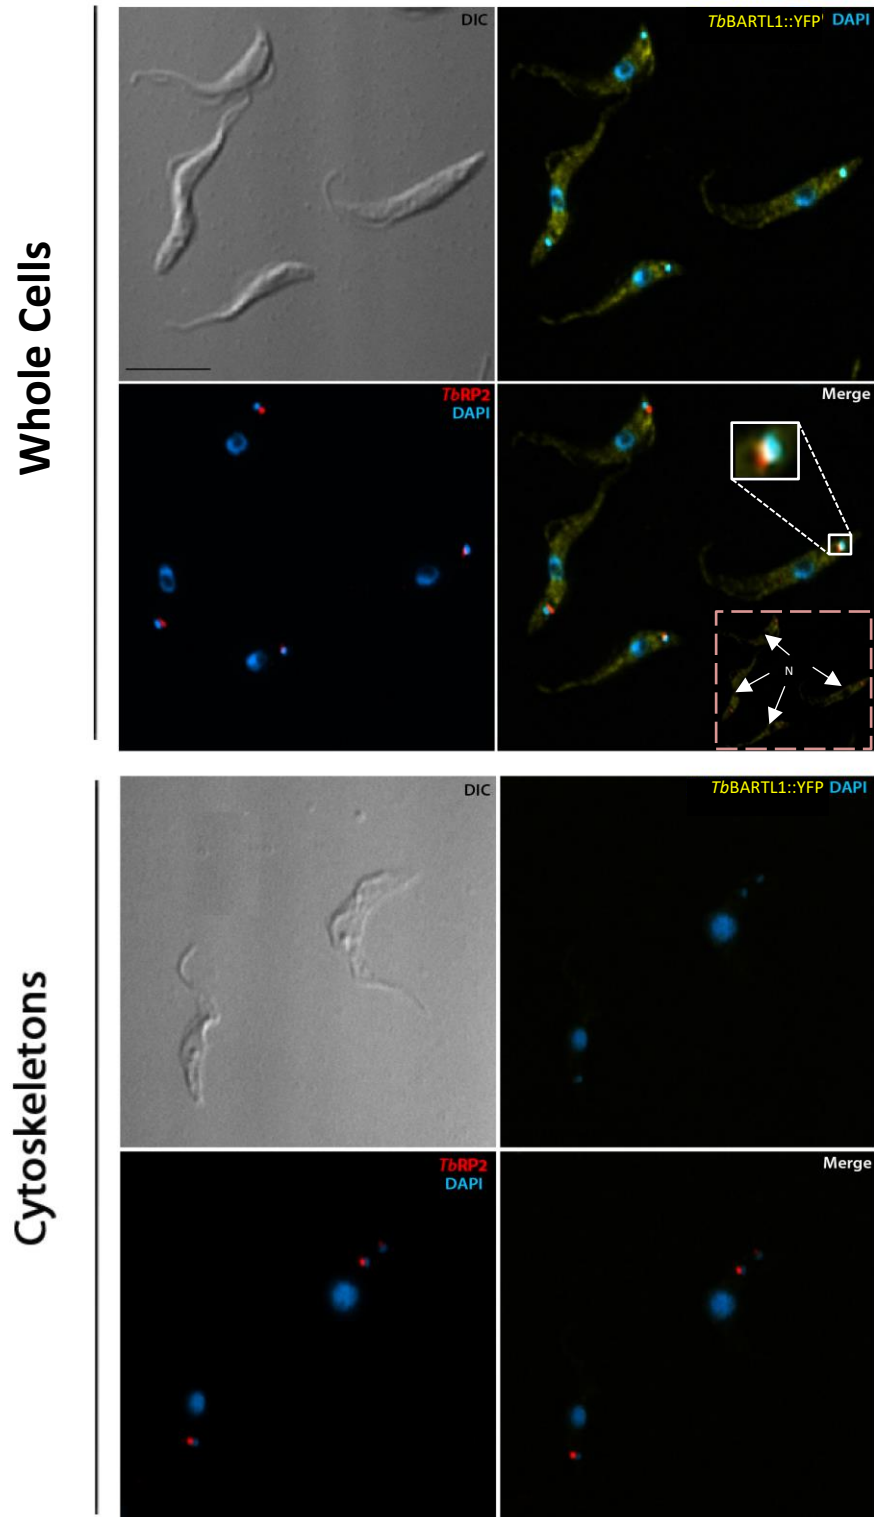 Whole Cells
DIC
TbBARTL1::YFP DAPI
TbRP2
DAPI
Merge
N
Cytoskeletons
DIC
TbBARTL1::YFP DAPI
TbRP2
DAPI
Merge